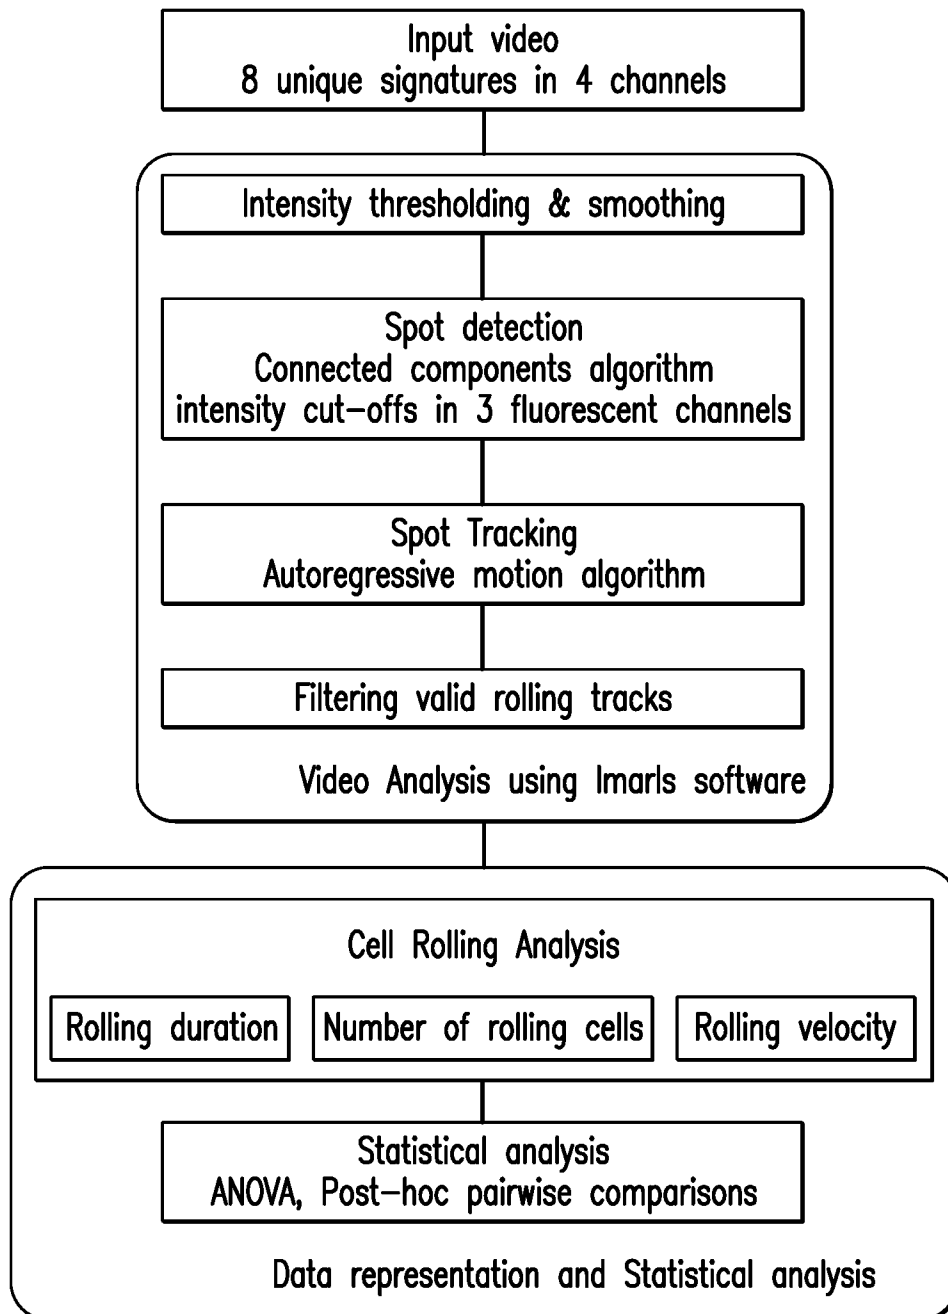 Input video
8 unique signatures in 4 channels
Intensity thresholding & smoothing
Spot detection
Connected components algorithm
intensity cut-offs in 3 fluorescent channels
Spot Tracking
Autoregressive motion algorithm
Filtering valid rolling tracks
Video Analysis using Imarls software
Cell Rolling Analysis
Rolling duration
Number of rolling cells
Rolling velocity
Statistical analysis
ANOVA, Post-hoc pairwise comparisons
Data representation and Statistical analysis